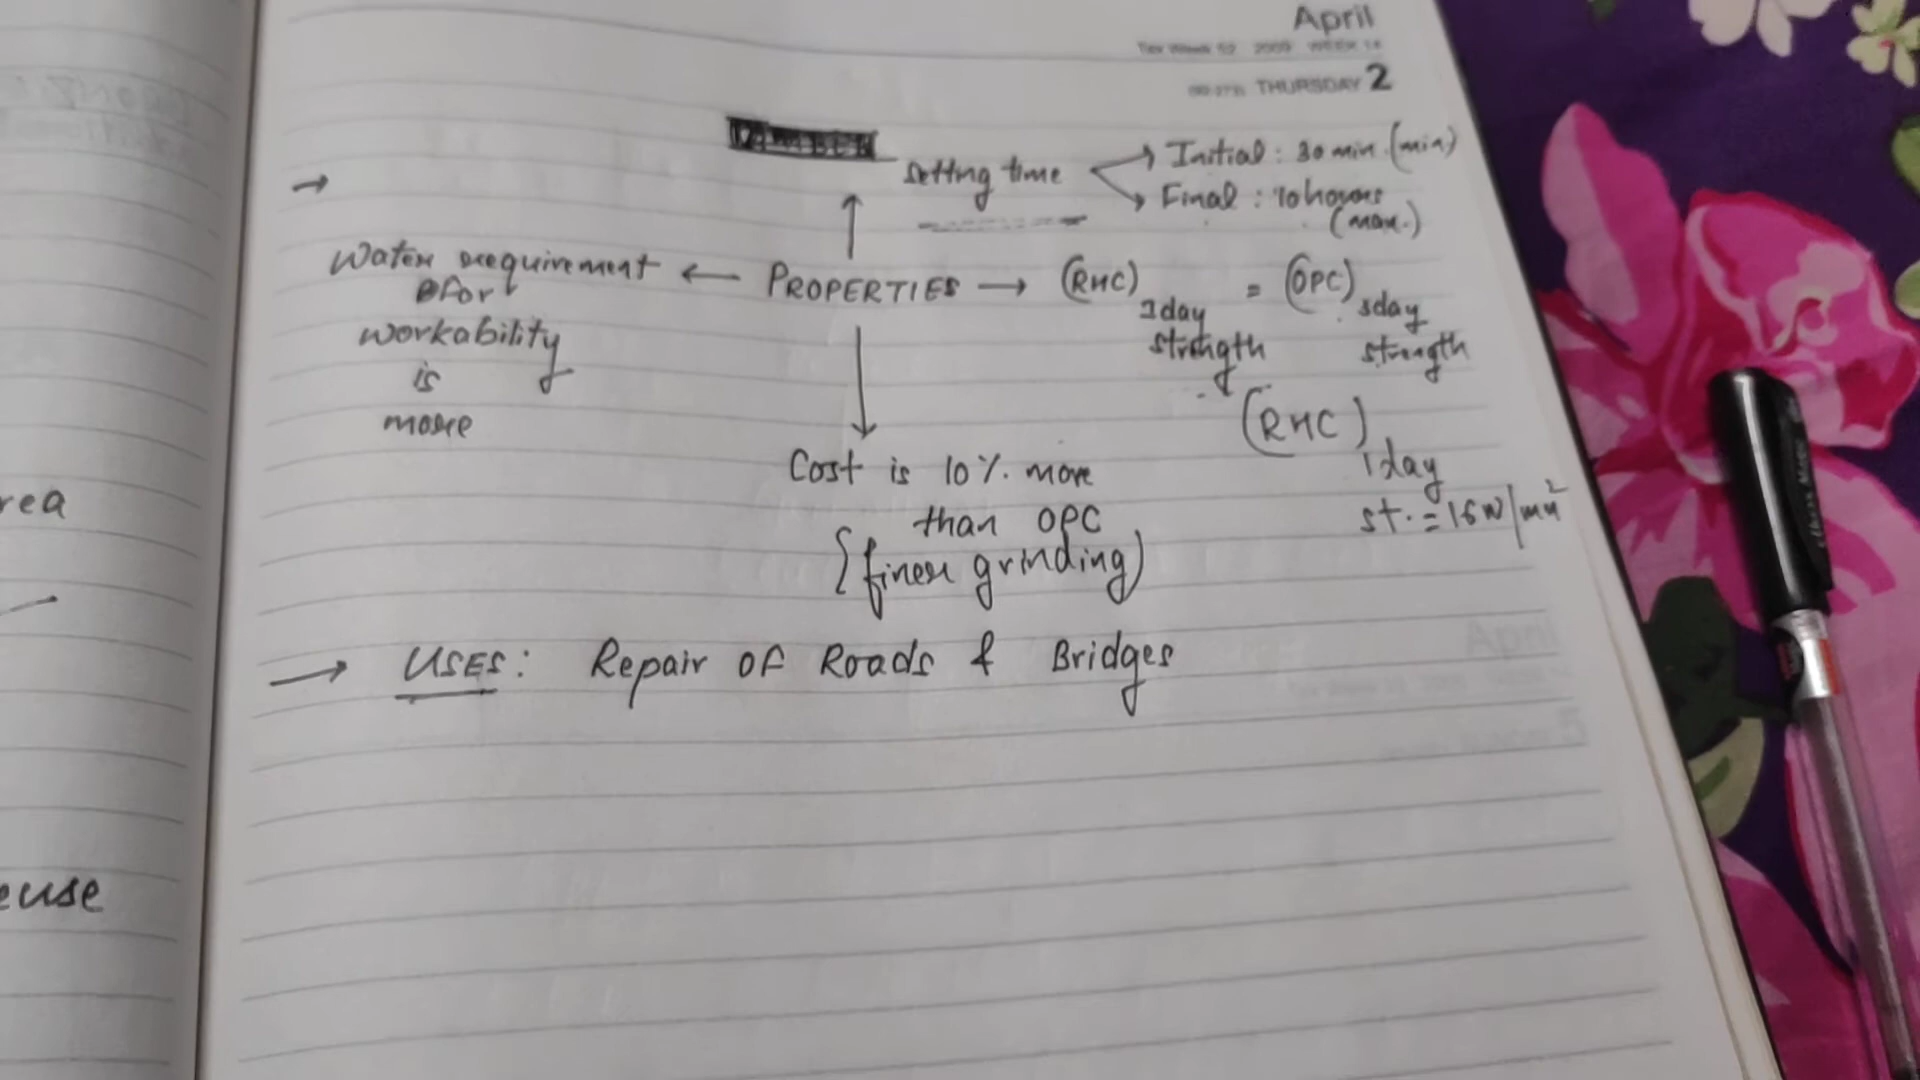 April
THURSDAY 2
Setting time
Initial : 30 min. (min)
Final : 10 hours
(max.)
Water requirement ← PROPERTIES → (RHC) = (OPC)
for
1 day 3 day
workability
strength strength
is
more
(RHC)
1 day
st. = 16 N/mm²
Cost is 10% more
than OPC
{finer grinding)
→ USES: Repair of Roads & Bridges
rea
euse